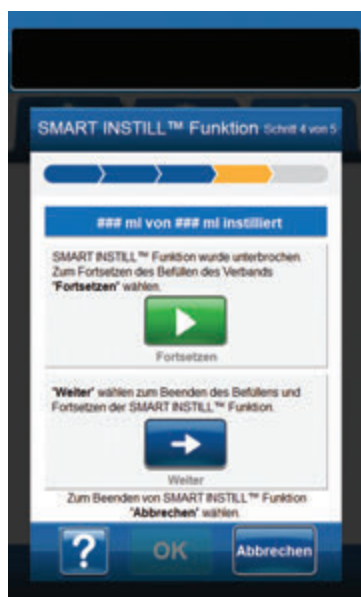 SMART INSTILL™ Funktion Schritt 4 von 5
### ml von ### ml instilliert
SMART INSTILL™ Funktion wurde unterbrochen.
Zum Fortsetzen des Befüllen des Verbands
"Fortsetzen" wählen.
Fortsetzen
"Weiter" wählen zum Beenden des Befüllens und
Fortsetzen der SMART INSTILL™ Funktion.
Weiter
Zum Beenden von SMART INSTILL™ Funktion
"Abbrechen" wählen.
? OK Abbrechen